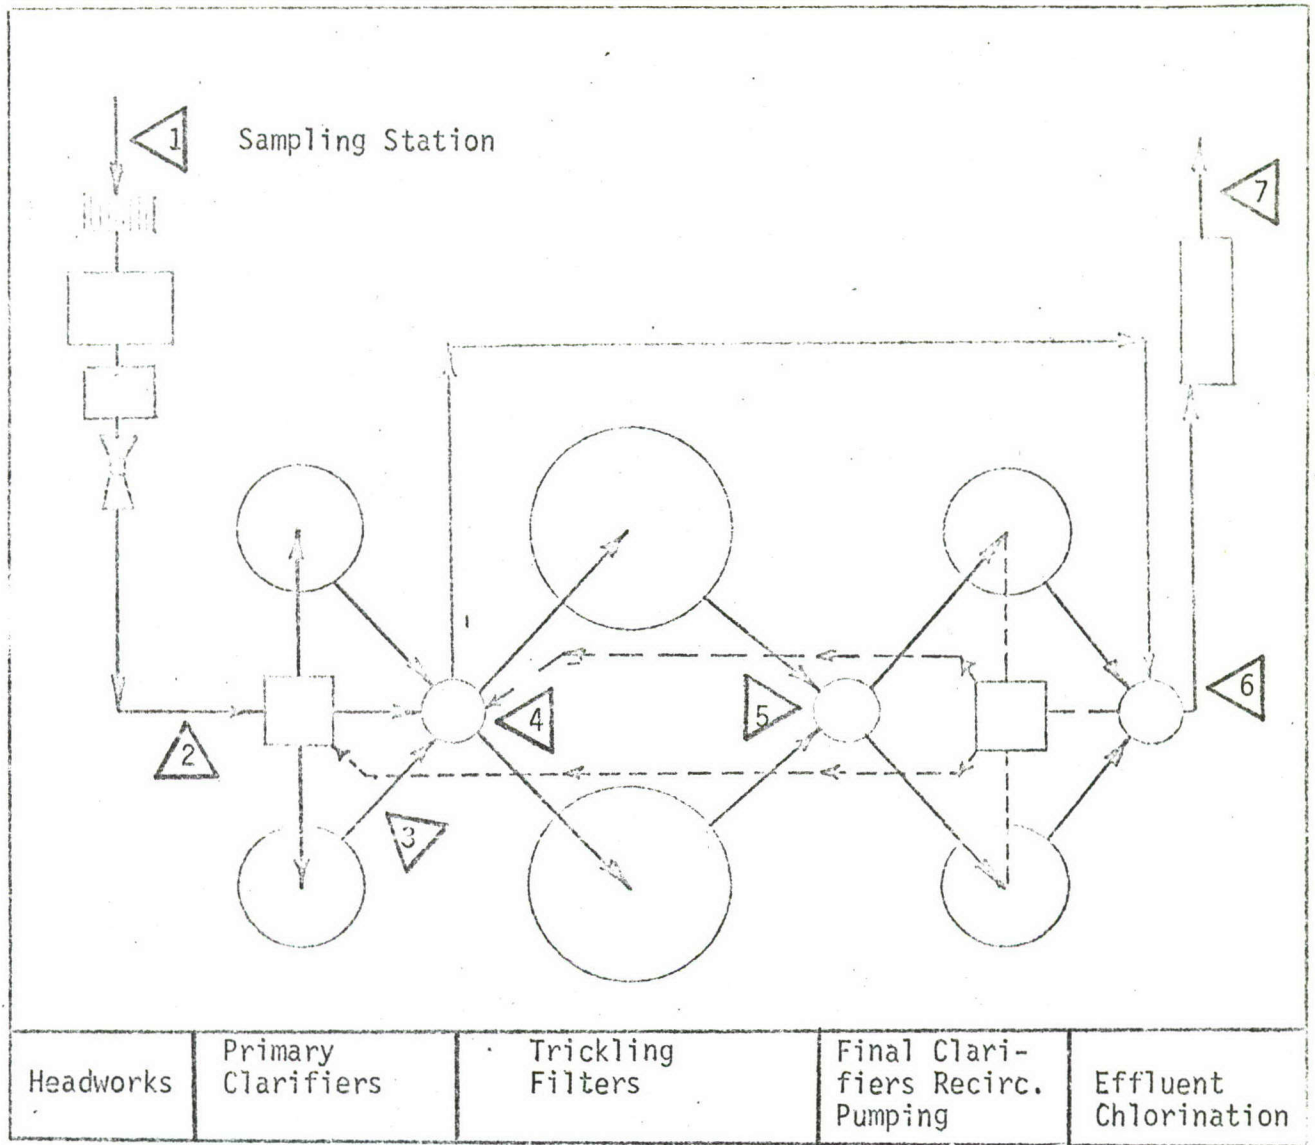 1
Sampling Station
7
6
4
5
2
3
Headworks
Primary
Clarifiers
Trickling
Filters
Final Clari-
fiers Recirc.
Pumping
Effluent
Chlorination